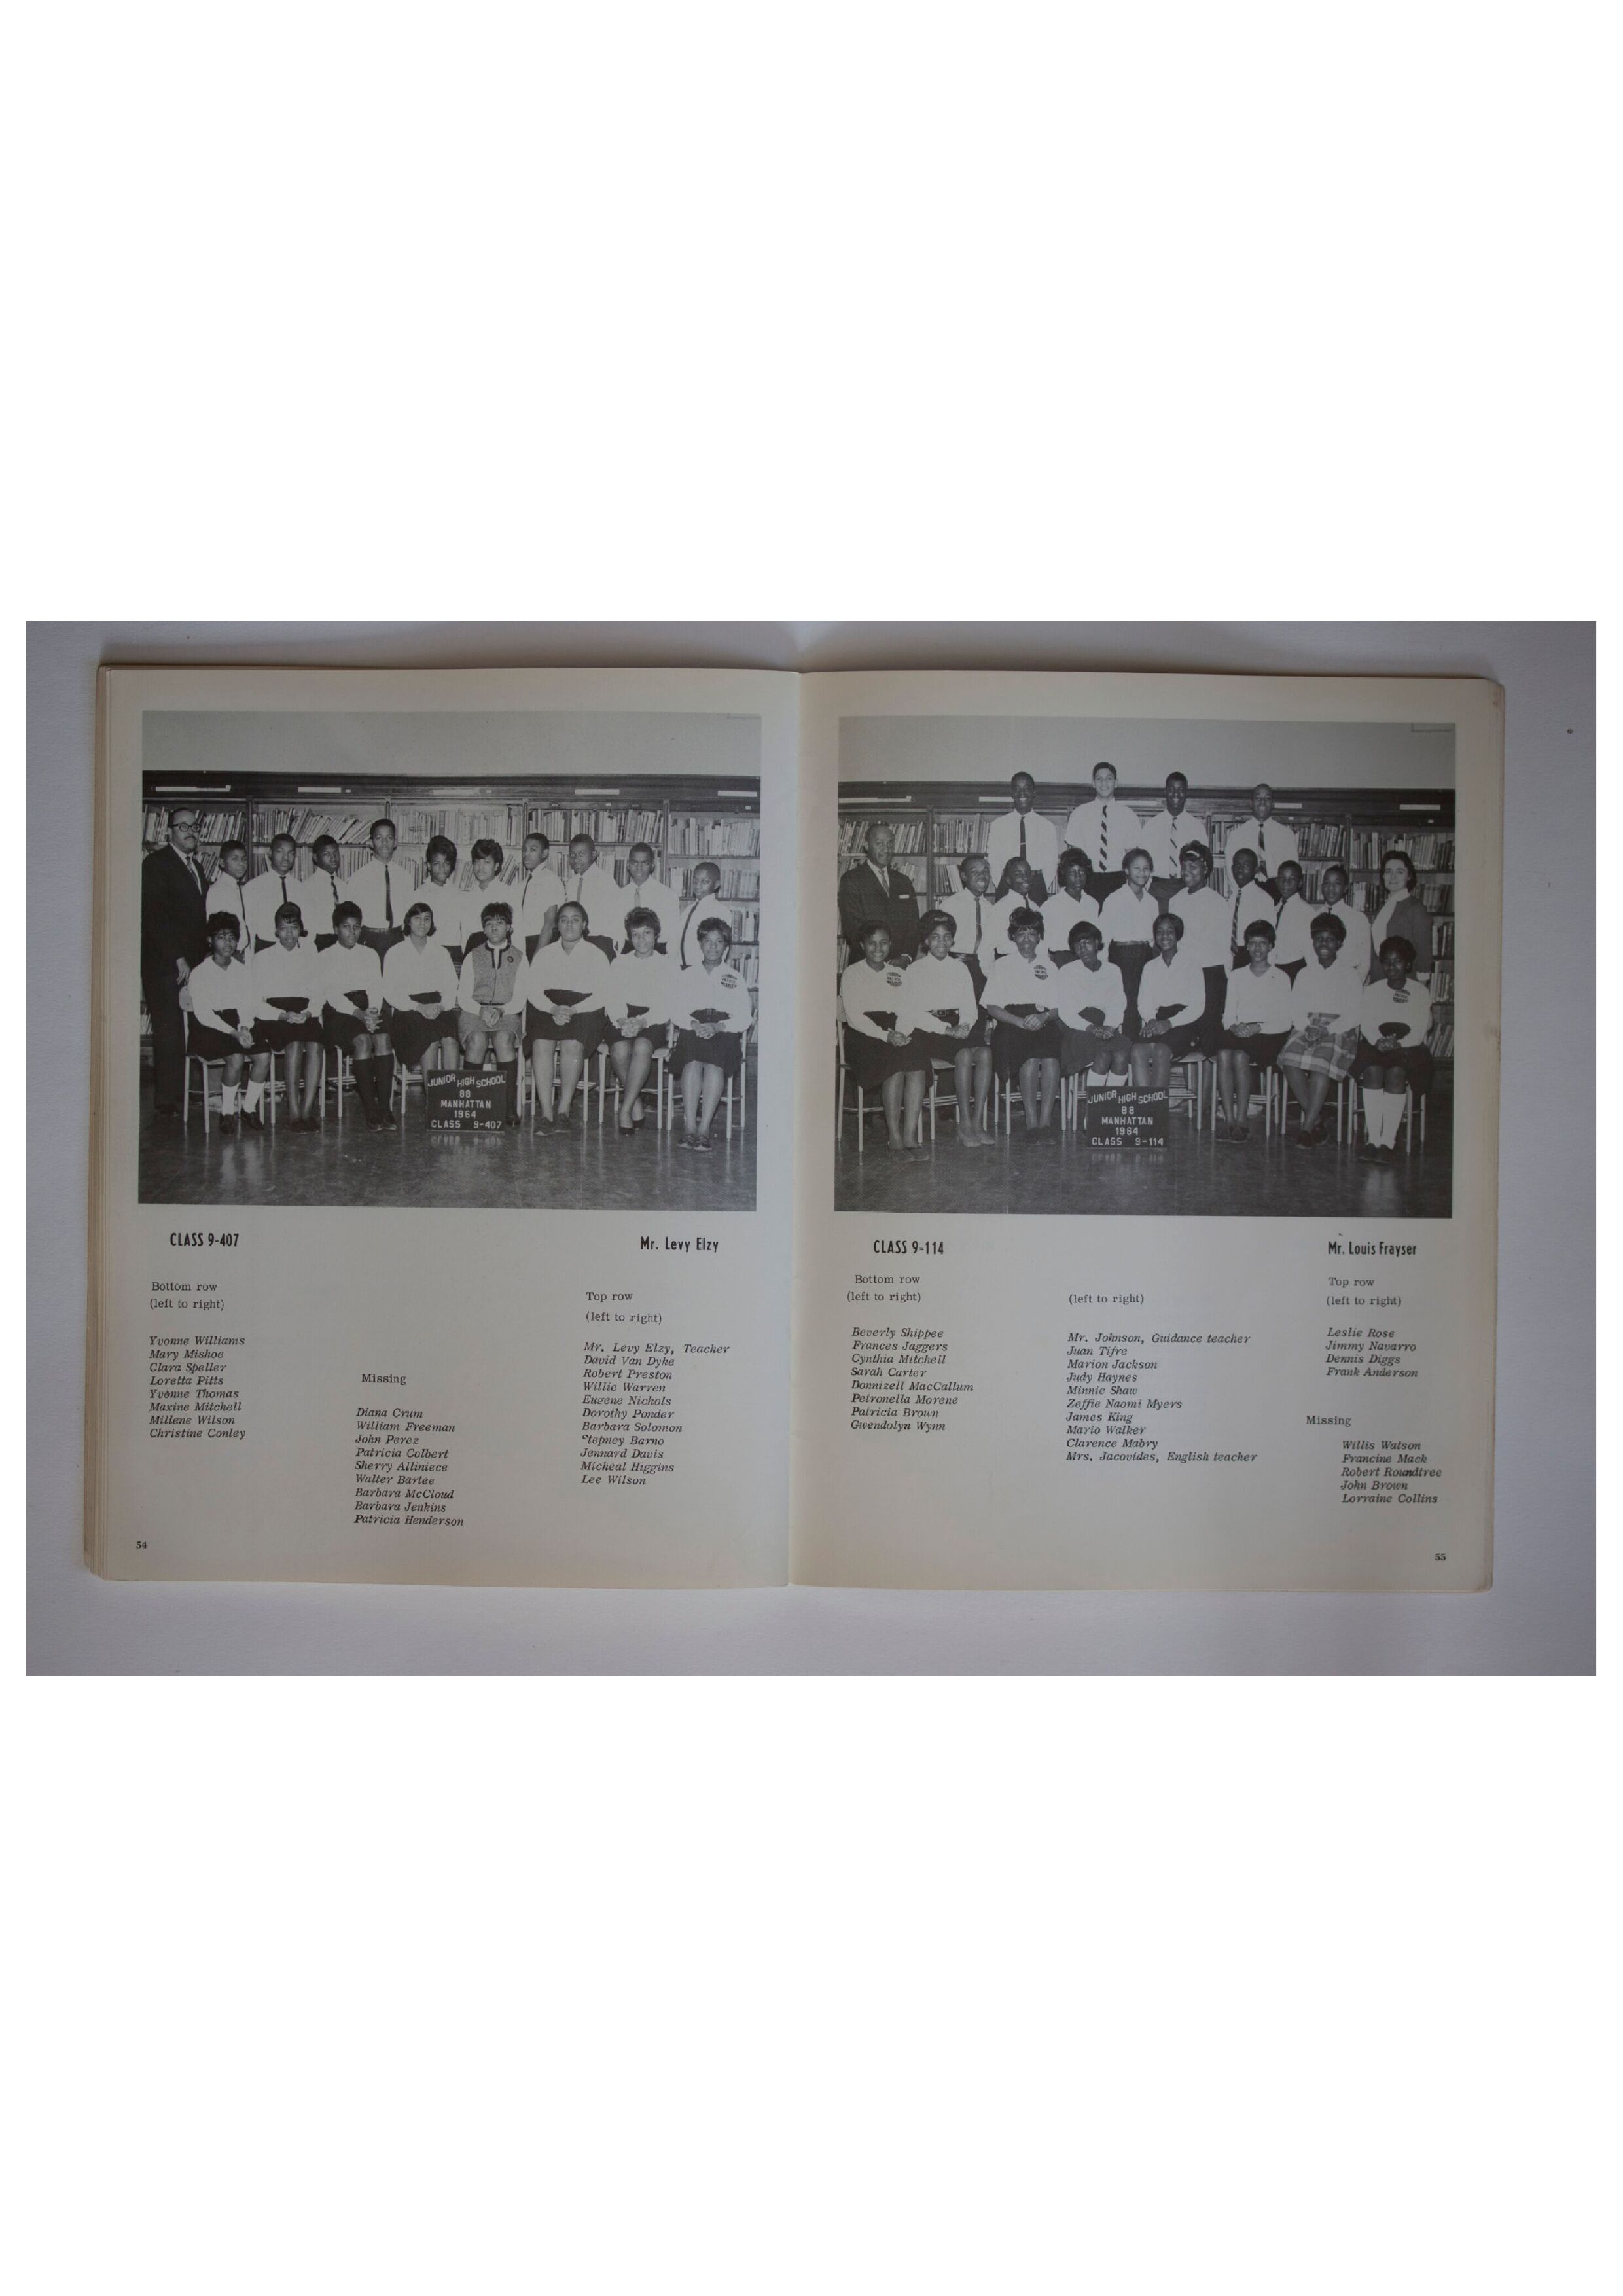 JUNIOR HIGH SCHOOL
88
MANHATTAN
1964
CLASS 9-407
CLASS 9-407
Mr. Levy Elzy
Bottom row
(left to right)
Yvonne Williams
Mary Mishoe
Clara Speller
Loretta Pitts
Yvonne Thomas
Maxine Mitchell
Millene Wilson
Christine Conley
Missing
Diana Crum
William Freeman
John Perez
Patricia Colbert
Sherry Alliniece
Walter Bartee
Barbara McCloud
Barbara Jenkins
Patricia Henderson
Top row
(left to right)
Mr. Levy Elzy, Teacher
David Van Dyke
Robert Preston
Willie Warren
Euvene Nichols
Dorothy Ponder
Barbara Solomon
Stepney Barno
Jennard Davis
Micheal Higgins
Lee Wilson
54
JUNIOR HIGH SCHOOL
88
MANHATTAN
1964
CLASS 9-114
CLASS 9-114
Mr. Louis Frayser
Bottom row
(left to right)
Beverly Shippee
Frances Jaggers
Cynthia Mitchell
Sarah Carter
Donnizell MacCallum
Petronella Morene
Patricia Brown
Gwendolyn Wynn
(left to right)
Mr. Johnson, Guidance teacher
Juan Tifre
Marion Jackson
Judy Haynes
Minnie Shaw
Zeffie Naomi Myers
James King
Mario Walker
Clarence Mabry
Mrs. Jacovides, English teacher
Top row
(left to right)
Leslie Rose
Jimmy Navarro
Dennis Diggs
Frank Anderson
Missing
Willis Watson
Francine Mack
Robert Roundtree
John Brown
Lorraine Collins
55